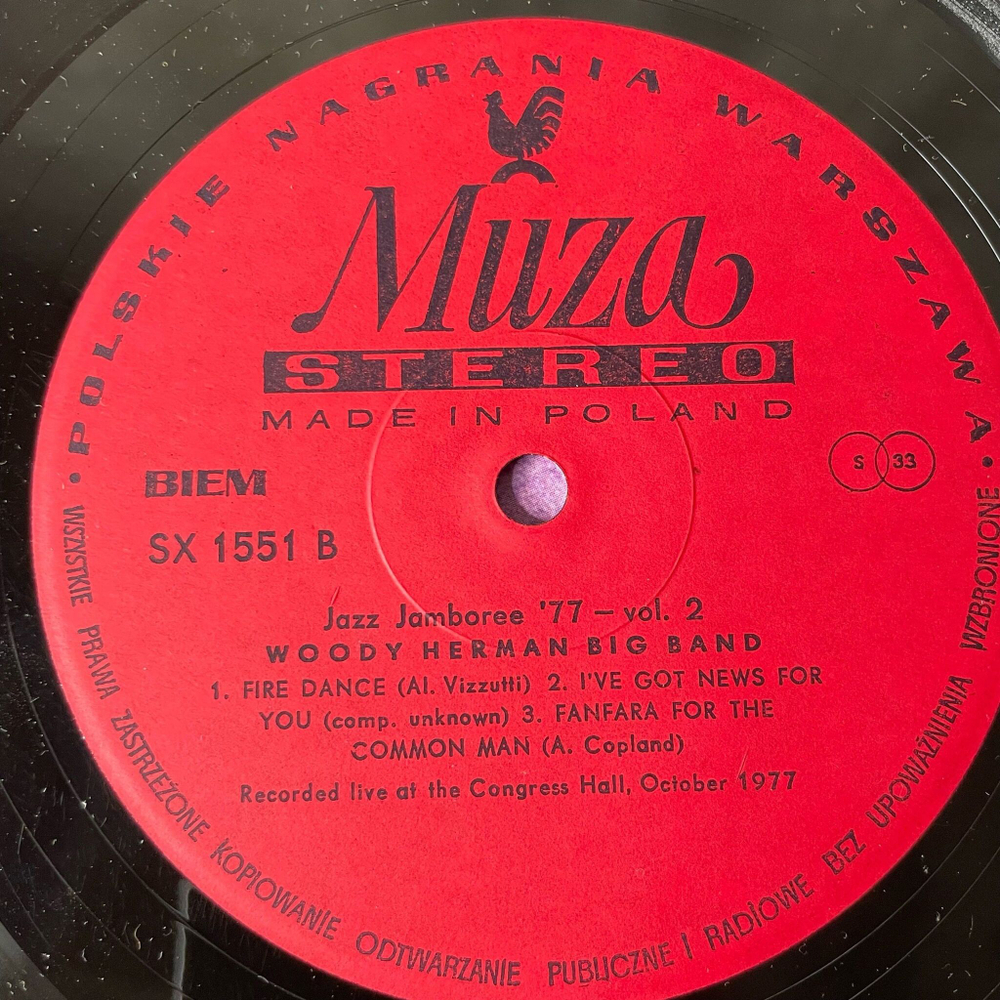 • POLSKIE NAGRANIA WARSZAWA •
Muza
STEREO
MADE IN POLAND
BIEM
S 33
SX 1551 B
Jazz Jamboree '77 – vol. 2
WOODY HERMAN BIG BAND
1. FIRE DANCE (Al. Vizzutti) 2. I'VE GOT NEWS FOR
YOU (comp. unknown) 3. FANFARA FOR THE
COMMON MAN (A. Copland)
Recorded live at the Congress Hall, October 1977
WSZYSTKIE PRAWA ZASTRZEŻONE KOPIOWANIE ODTWARZANIE PUBLICZNE I RADIOWE BEZ UPOWAŻNIENIA WZBRONIONE